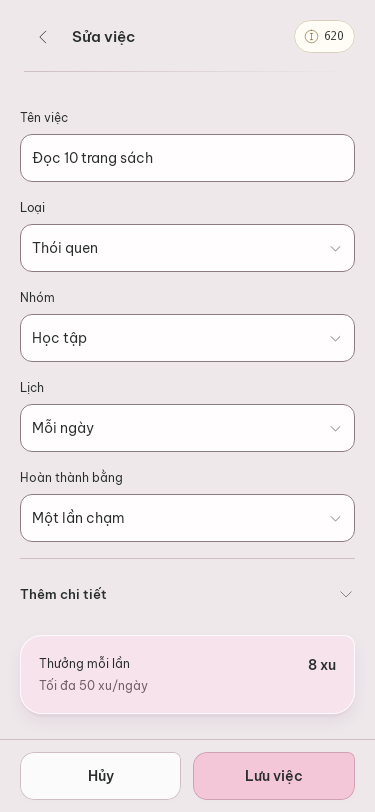 Sửa việc
620
Tên việc
Đọc 10 trang sách
Loại
Thói quen
Nhóm
Học tập
Lịch
Mỗi ngày
Hoàn thành bằng
Một lần chạm
Thêm chi tiết
Thưởng mỗi lần
8 xu
Tối đa 50 xu/ngày
Hủy
Lưu việc